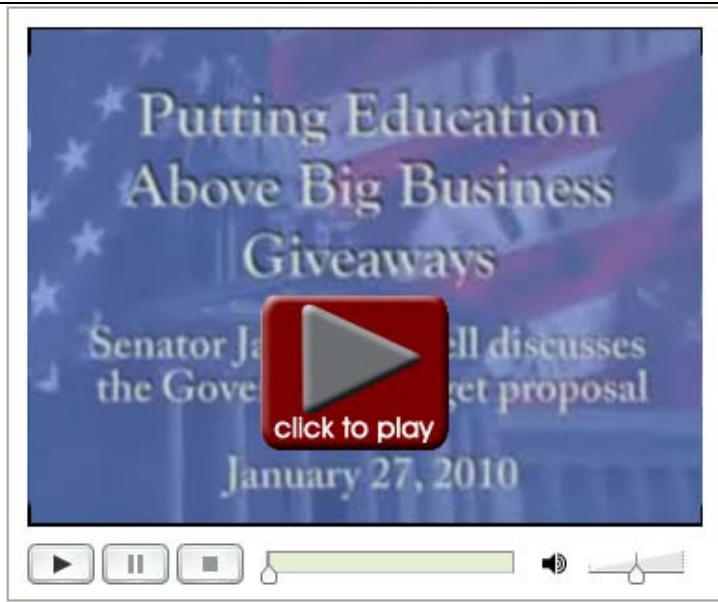 Putting Education
Above Big Business
Giveaways
Senator discusses
the proposal
click to play
January 27, 2010